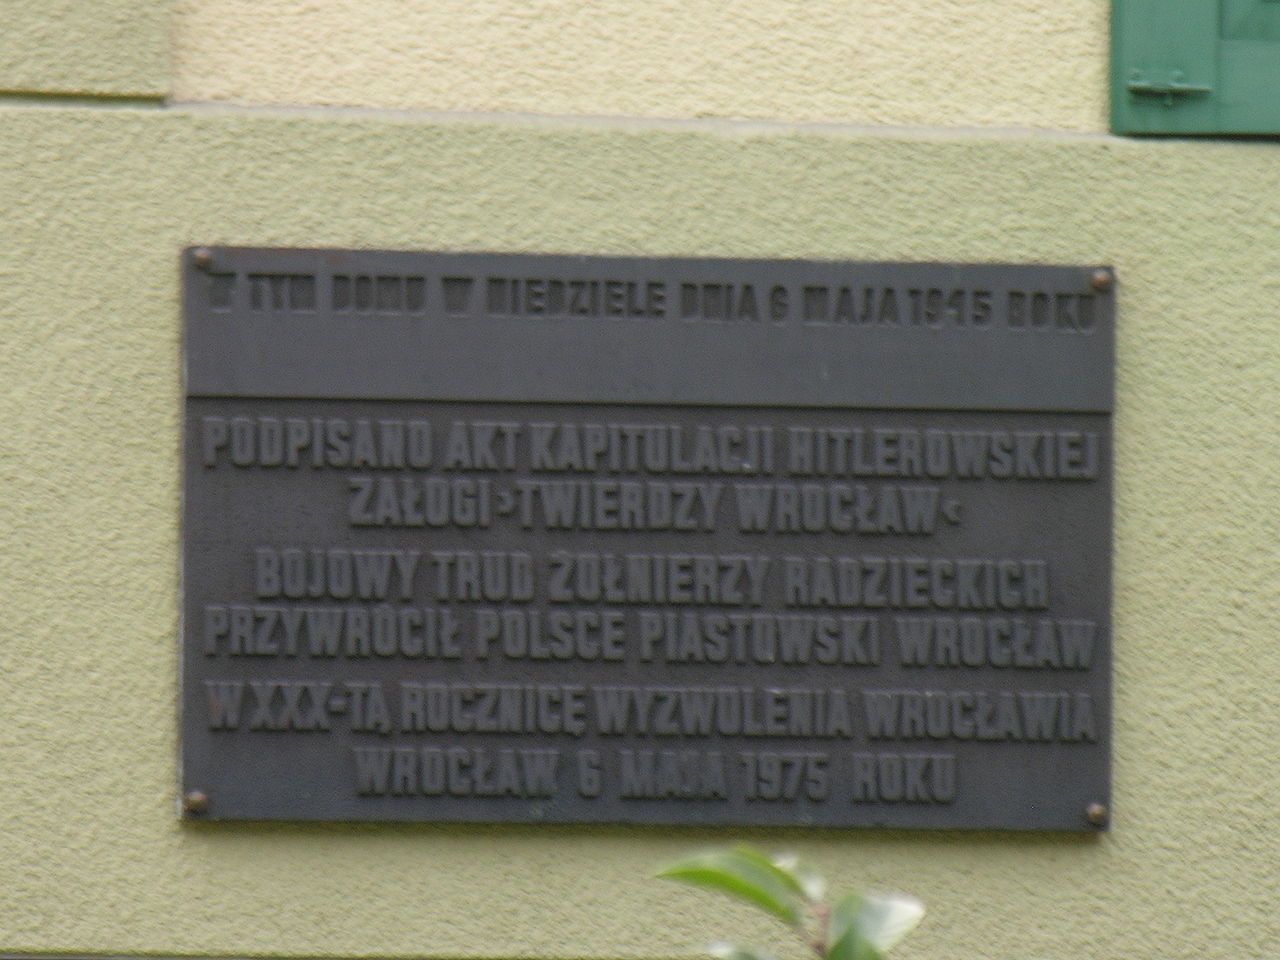 W TYM DOMU W NIEDZIELE DNIA 6 MAJA 1945 ROKU
PODPISANO AKT KAPITULACJI HITLEROWSKIEJ
ZAŁOGI >TWIERDZY WROCŁAW<
BOJOWY TRUD ŻOŁNIERZY RADZIECKICH
PRZYWRÓCIŁ POLSCE PIASTOWSKI WROCŁAW
W XXX=TĄ ROCZNICĘ WYZWOLENIA WROCŁAWIA
WROCŁAW 6 MAJA 1975 ROKU